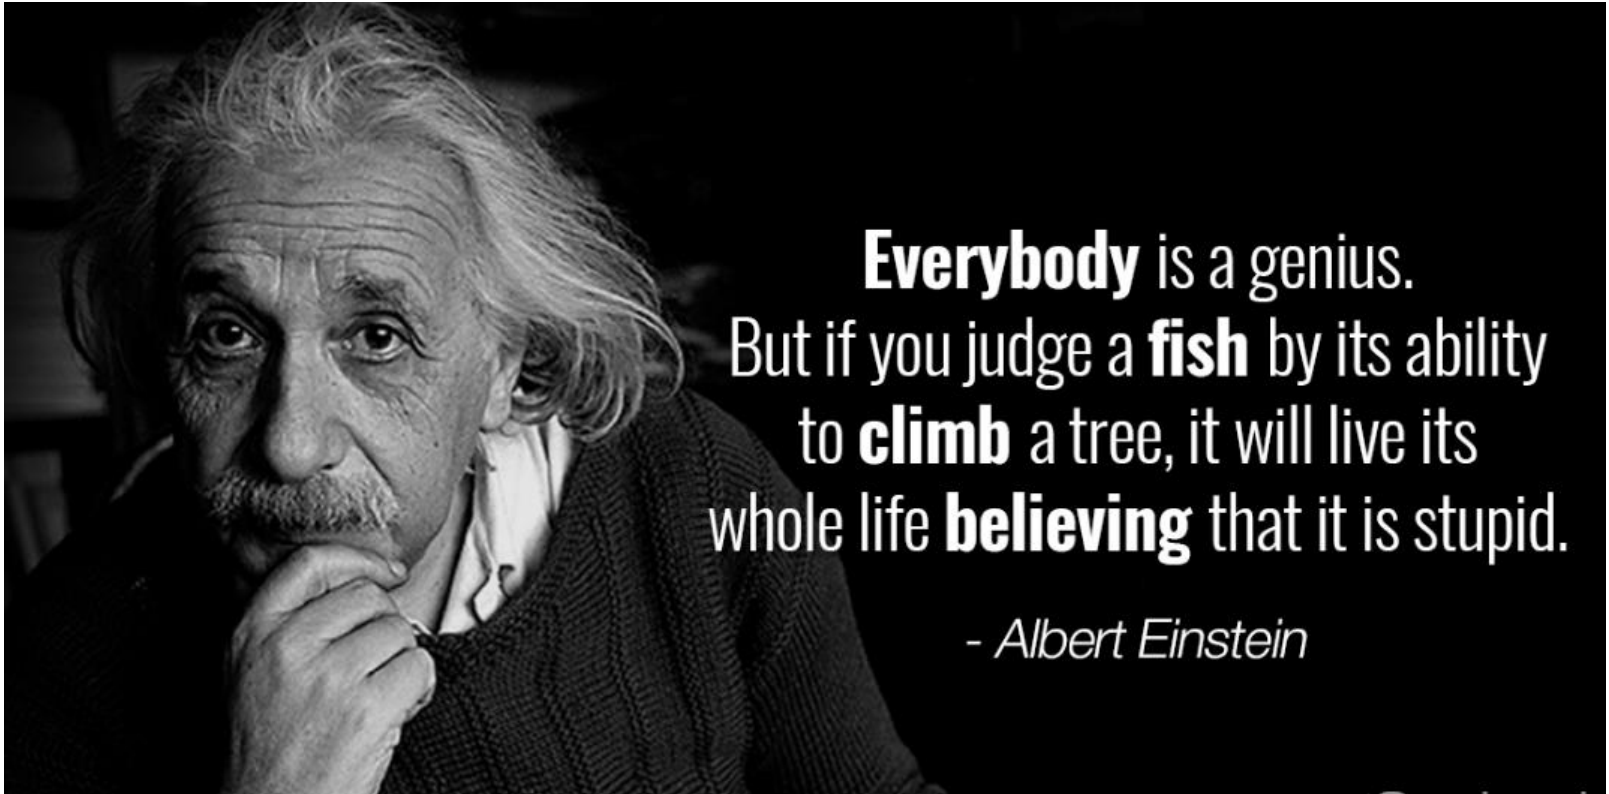 Everybody is a genius.
But if you judge a fish by its ability
to climb a tree, it will live its
whole life believing that it is stupid.
- Albert Einstein